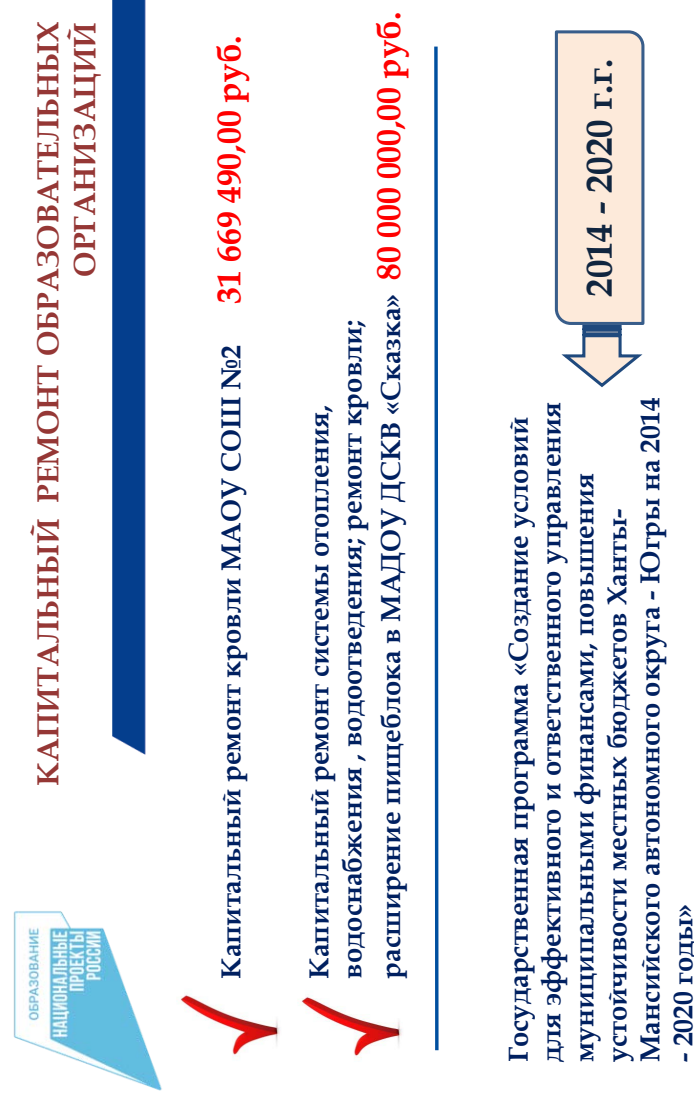 ОБРАЗОВАНИЕ
НАЦИОНАЛЬНЫЕ
ПРОЕКТЫ
РОССИИ
КАПИТАЛЬНЫЙ РЕМОНТ ОБРАЗОВАТЕЛЬНЫХ
ОРГАНИЗАЦИЙ
Капитальный ремонт кровли МАОУ СОШ №2 31 669 490,00 руб.
Капитальный ремонт системы отопления,
водоснабжения , водоотведения; ремонт кровли;
расширение пищеблока в МАДОУ ДСКВ «Сказка» 80 000 000,00 руб.
Государственная программа «Создание условий
для эффективного и ответственного управления
муниципальными финансами, повышения
устойчивости местных бюджетов Ханты-
Мансийского автономного округа - Югры на 2014
- 2020 годы»
2014 - 2020 г.г.